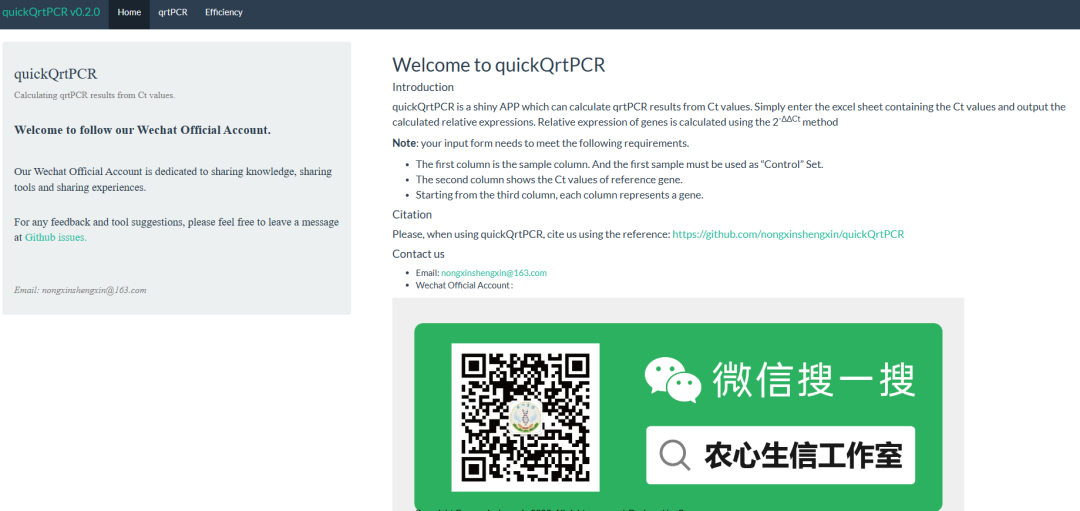 quickQrtPCR v0.2.0 Home qrtPCR Efficiency
quickQrtPCR
Calculating qrtPCR results from Ct values.
Welcome to follow our Wechat Official Account.
Our Wechat Official Account is dedicated to sharing knowledge, sharing
tools and sharing experiences.
For any feedback and tool suggestions, please feel free to leave a message
at Github issues.
Email: nongxinshengxin@163.com
Welcome to quickQrtPCR
Introduction
quickQrtPCR is a shiny APP which can calculate qrtPCR results from Ct values. Simply enter the excel sheet containing the Ct values and output the
calculated relative expressions. Relative expression of genes is calculated using the 2^-ΔΔCt method
Note: your input form needs to meet the following requirements.
• The first column is the sample column. And the first sample must be used as “Control” Set.
• The second column shows the Ct values of reference gene.
• Starting from the third column, each column represents a gene.
Citation
Please, when using quickQrtPCR, cite us using the reference: https://github.com/nongxinshengxin/quickQrtPCR
Contact us
• Email: nongxinshengxin@163.com
• Wechat Official Account :
微信搜一搜
农心生信工作室